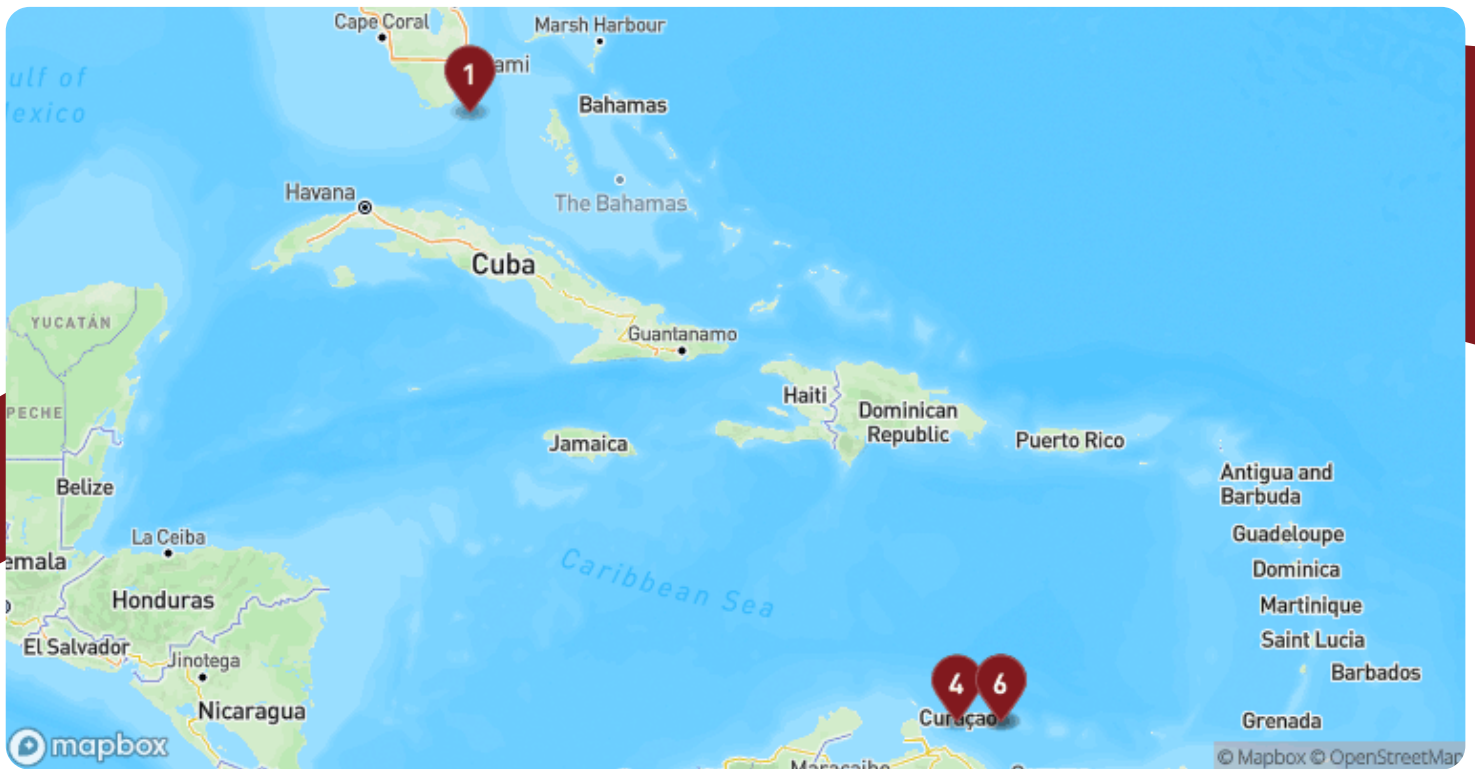 Cape Coral
Marsh Harbour
ulf of
exico
1
ami
Bahamas
Havana
The Bahamas
Cuba
YUCATÁN
Guantanamo
Haiti
Dominican
Republic
PECHE
Jamaica
Puerto Rico
Antigua and
Barbuda
Belize
La Ceiba
Guadeloupe
emala
Caribbean Sea
Dominica
Honduras
Martinique
El Salvador
Saint Lucia
Jinotega
Barbados
4
6
Nicaragua
Curaçao
Grenada
mapbox
© Mapbox © OpenStreetMap
Maracaibo